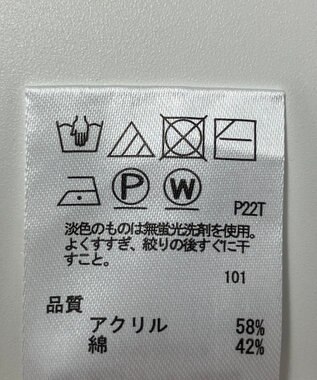 P
W
P22T
淡色のものは無蛍光洗剤を使用。
よくすすぎ、絞りの後すぐに干
すこと。
101
品質
アクリル 58%
綿 42%